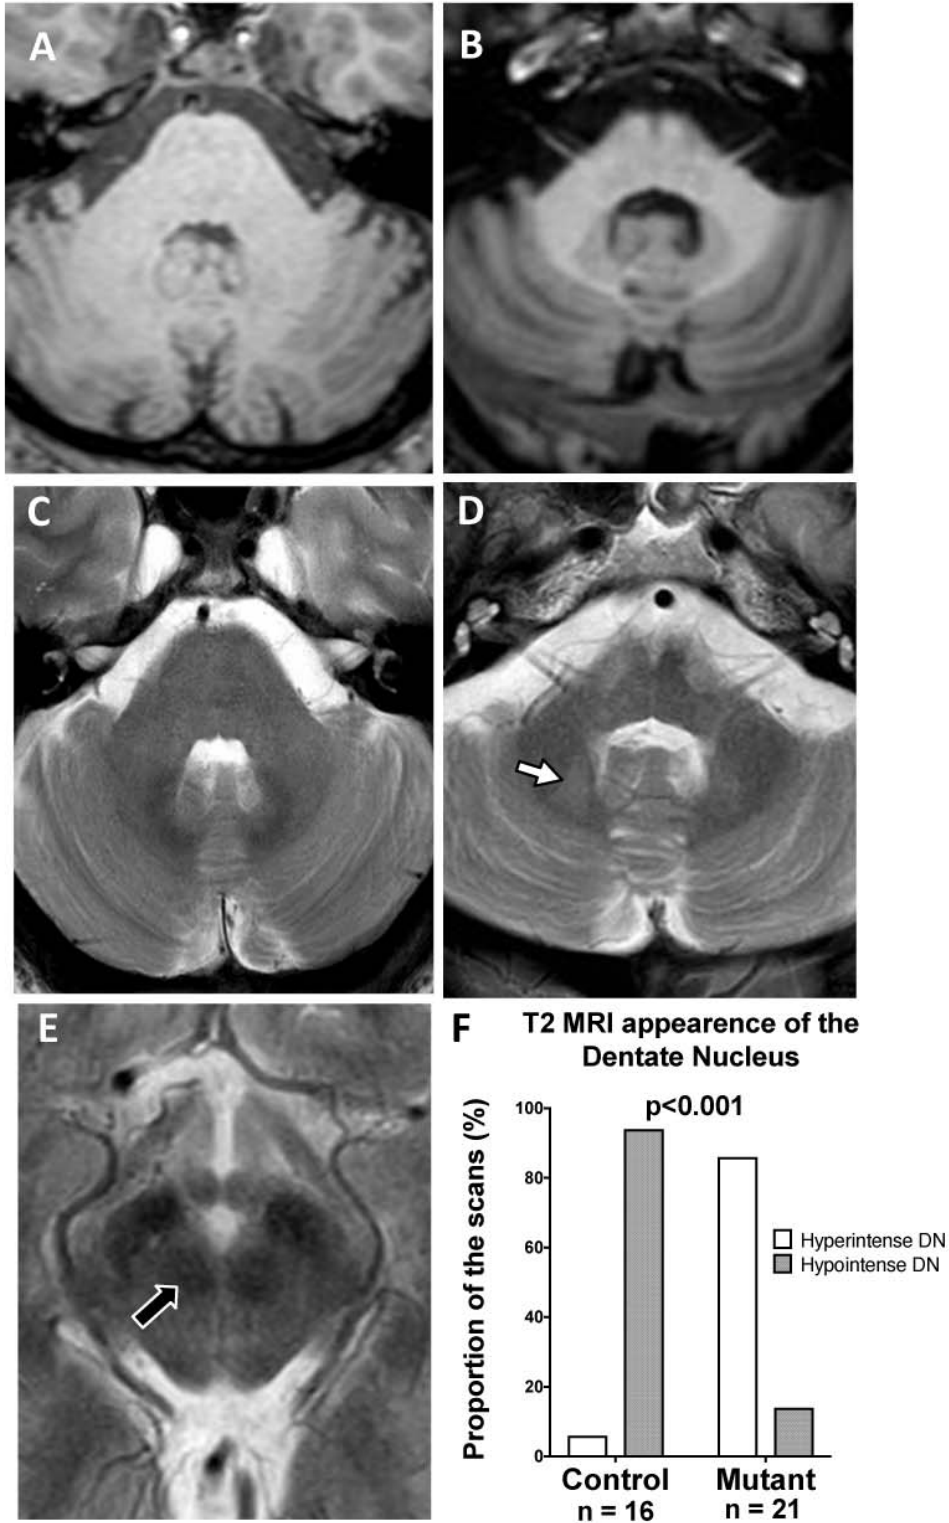 A
B
C
D
E
F
T2 MRI appearence of the
Dentate Nucleus
Proportion of the scans (%)
100
80
60
40
20
0
p<0.001
Hyperintense DN
Hypointense DN
Control
n = 16
Mutant
n = 21